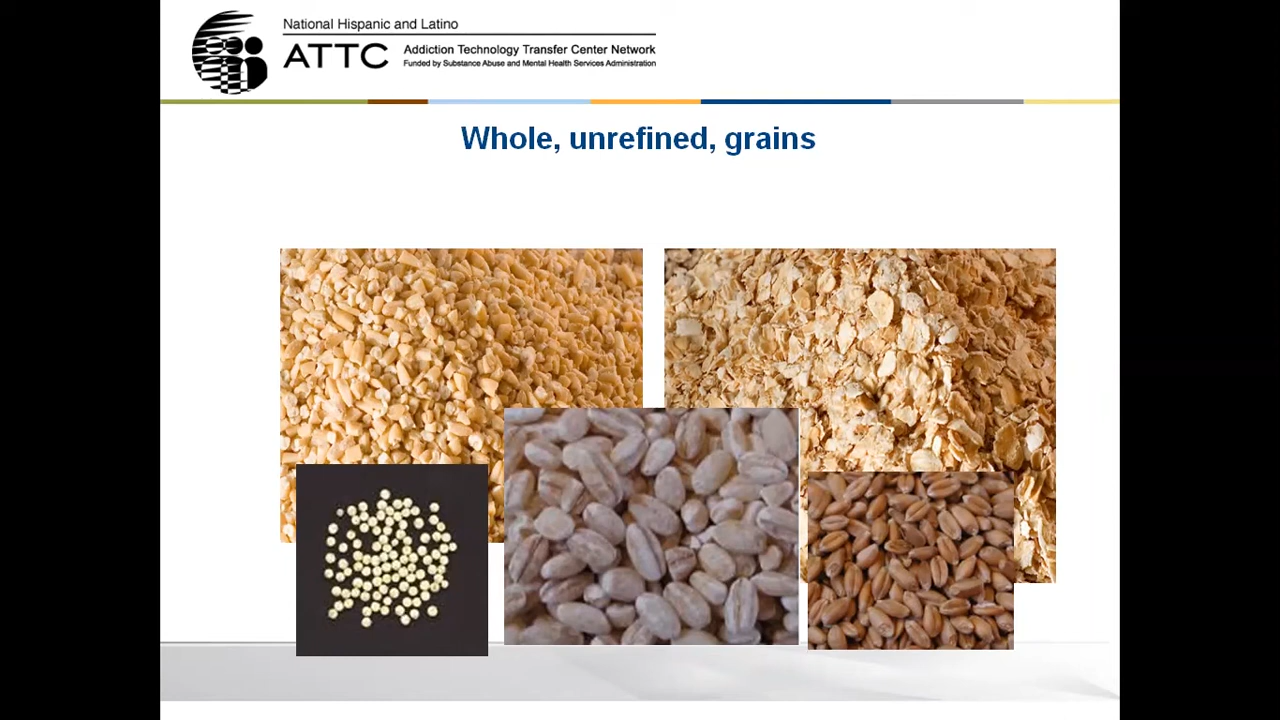 National Hispanic and Latino
ATTC
Addiction Technology Transfer Center Network
Funded by Substance Abuse and Mental Health Services Administration
Whole, unrefined, grains